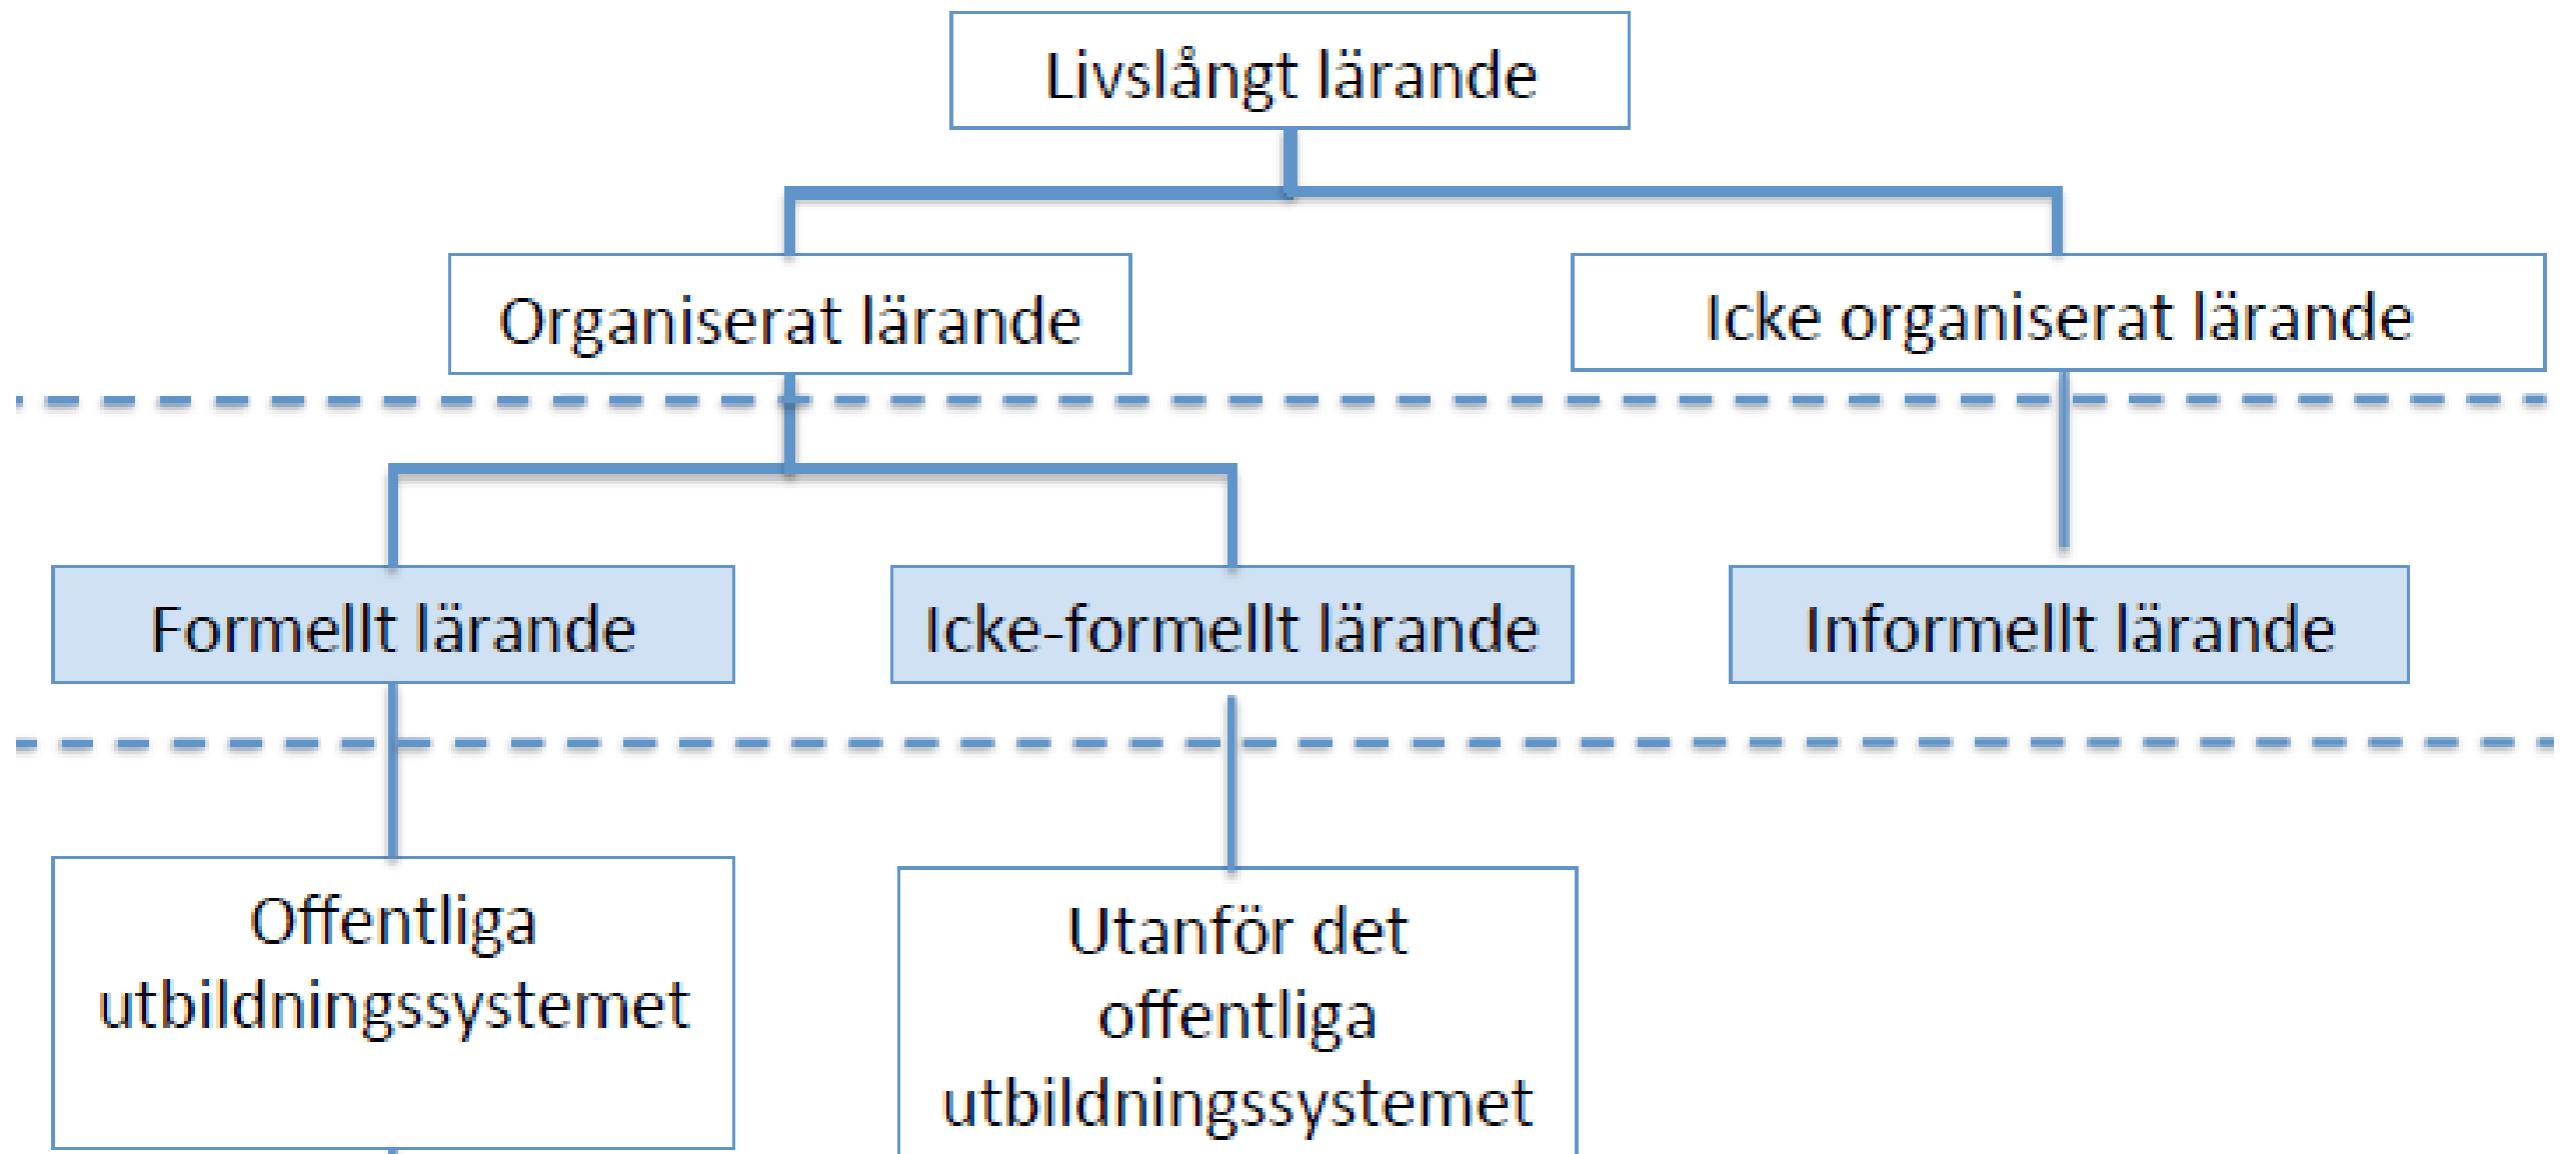 Livslångt lärande
Organiserat lärande
Icke organiserat lärande
Formellt lärande
Icke-formellt lärande
Informellt lärande
Offentliga
utbildningssystemet
Utanför det
offentliga
utbildningssystemet